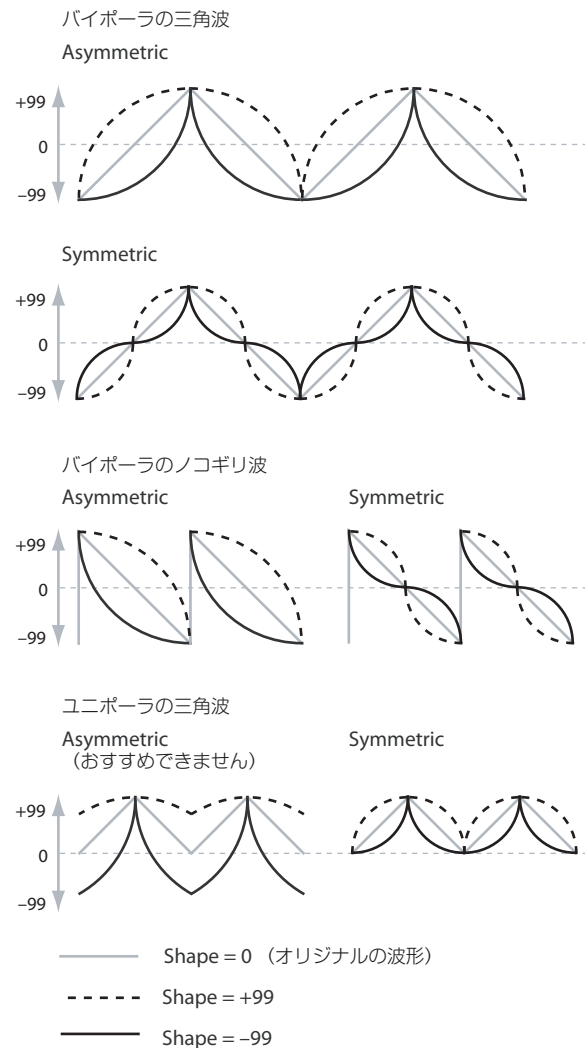 バイポーラの三角波
Asymmetric
+99
0
–99
Symmetric
+99
0
–99
バイポーラのノコギリ波
Asymmetric
Symmetric
+99
0
–99
ユニポーラの三角波
Asymmetric
（おすすめできません）
Symmetric
+99
0
–99
Shape = 0 （オリジナルの波形）
Shape = +99
Shape = –99